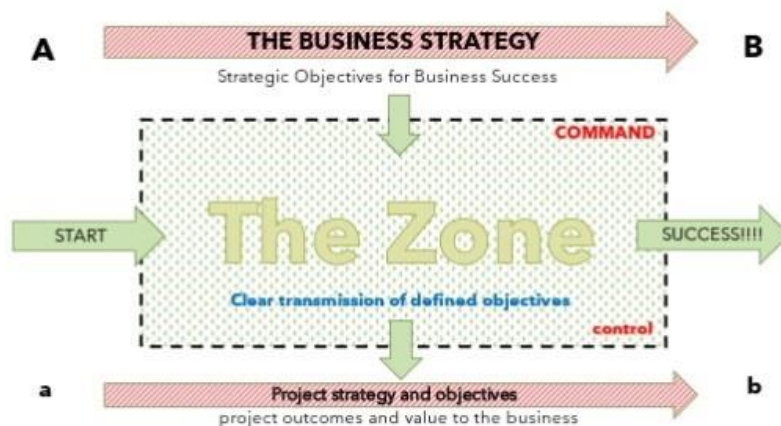 A
THE BUSINESS STRATEGY
B
Strategic Objectives for Business Success
COMMAND
The Zone
START
SUCCESS!!!!
Clear transmission of defined objectives
control
a
Project strategy and objectives
b
project outcomes and value to the business